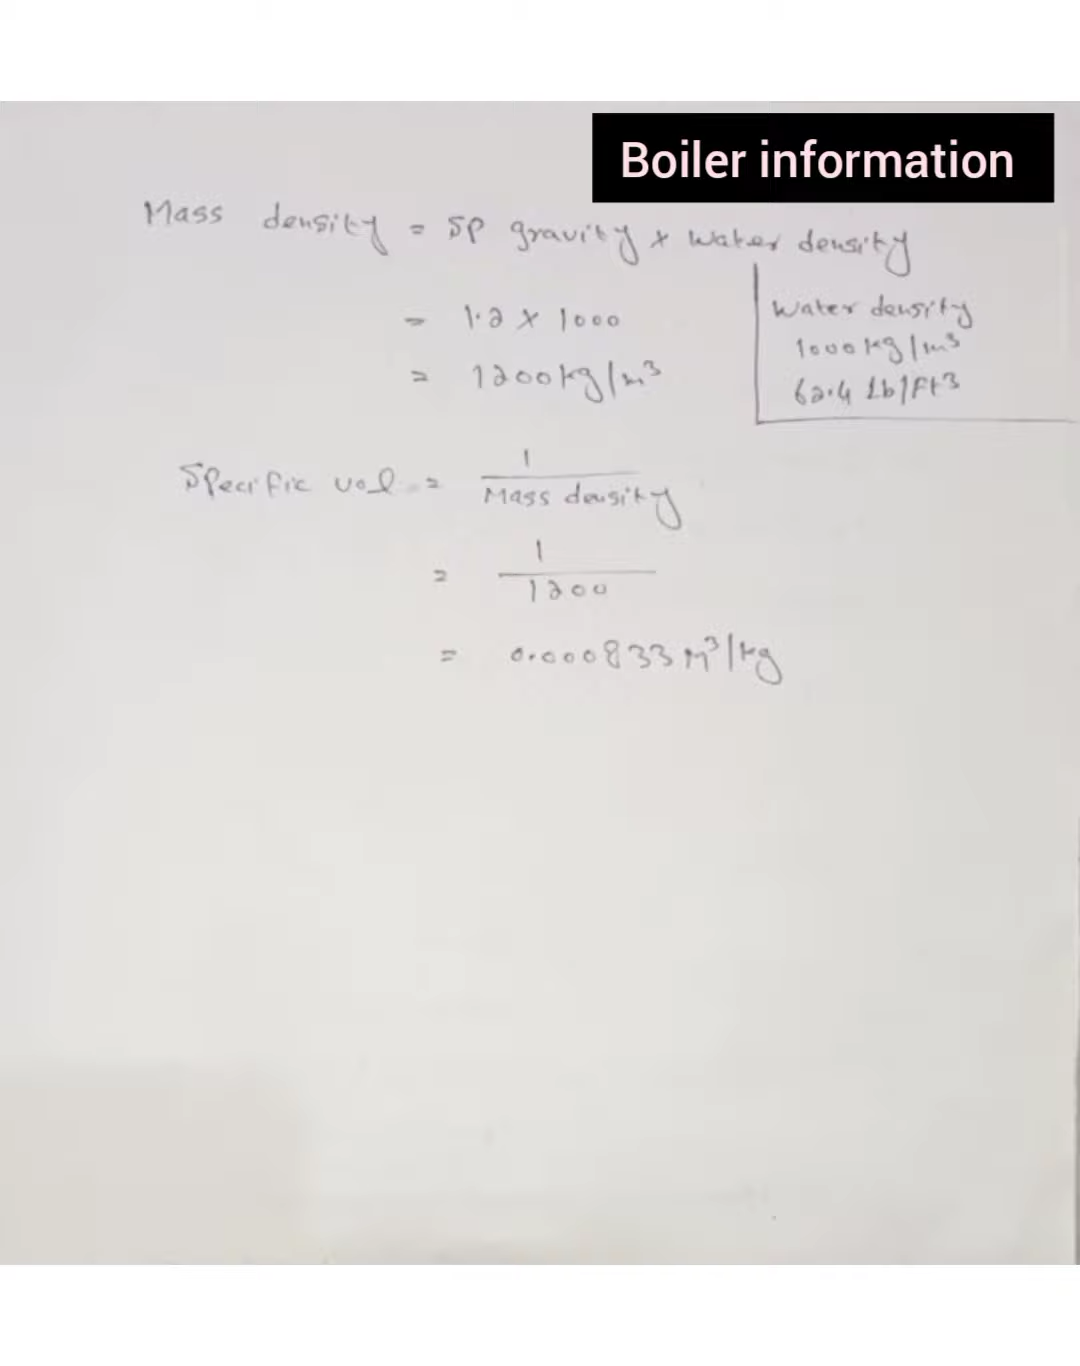 Boiler information
Mass density = SP gravity × Water density
= 1.2 × 1000
= 1200 kg/m³
Water density
1000 kg/m³
62.4 Lb/Ft³
Specific vol = 1
Mass density
= 1
1200
= 0.000833 M³/kg